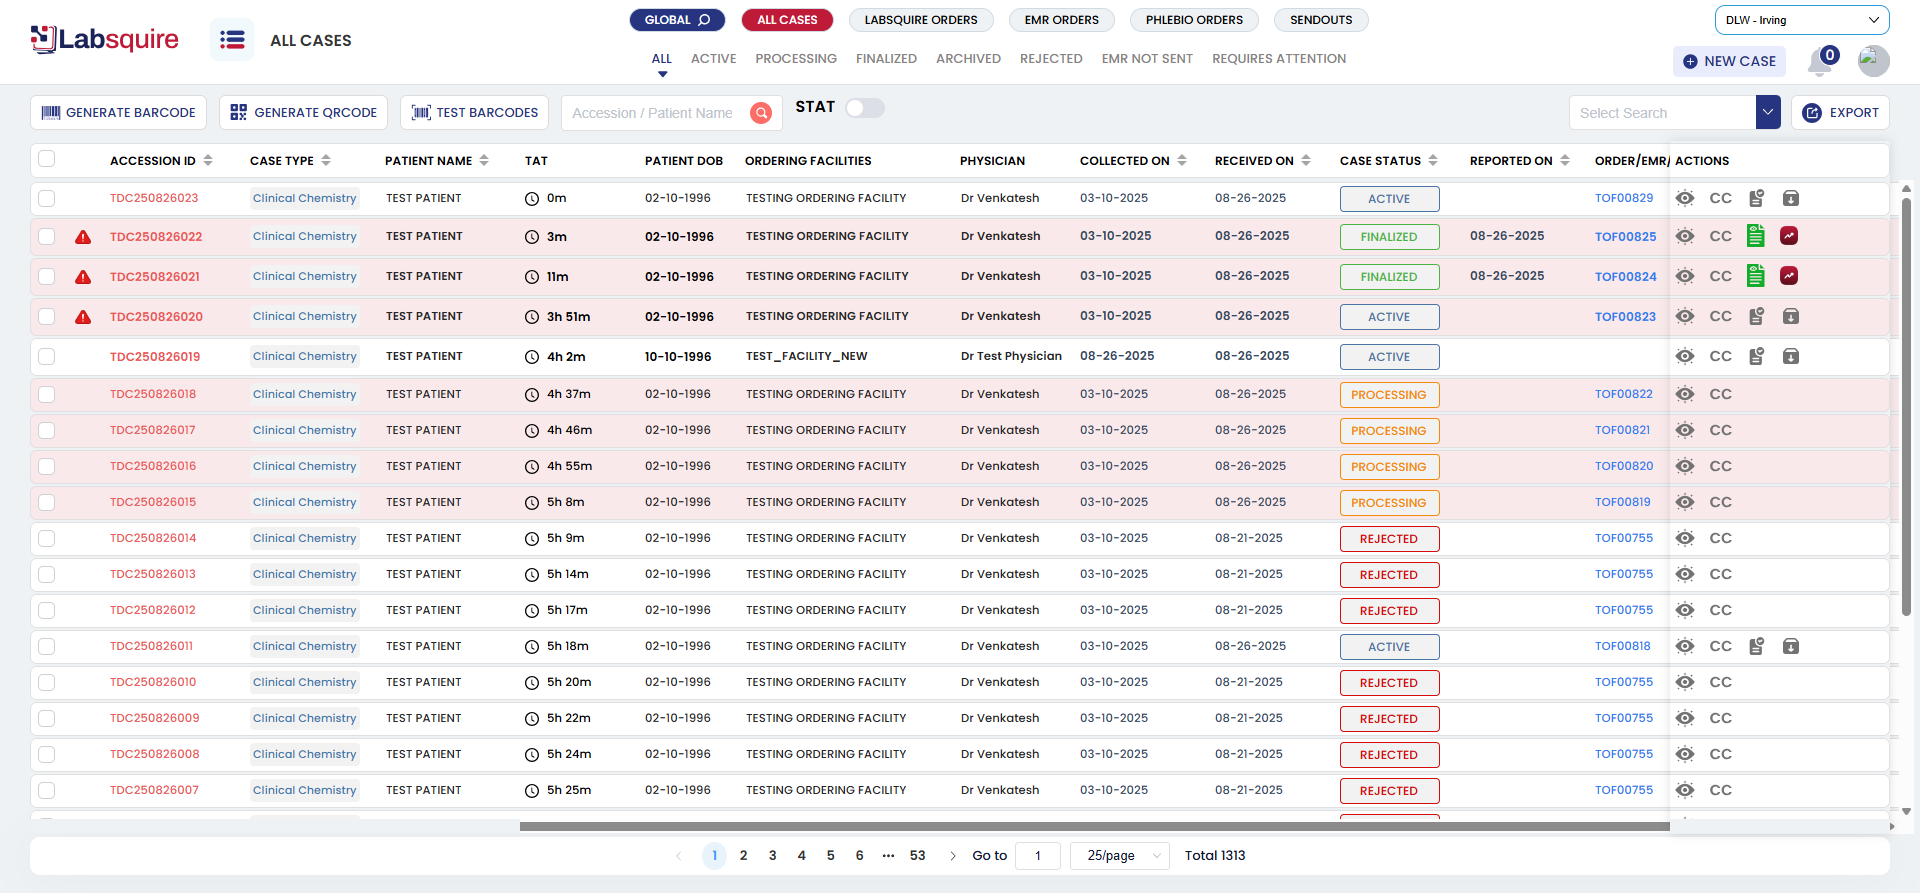 GLOBAL ALL CASES LABSQUIRE ORDERS EMR ORDERS PHLEBIO ORDERS SENDOUTS DLW - Irving
Labsquire ALL CASES
ALL ACTIVE PROCESSING FINALIZED ARCHIVED REJECTED EMR NOT SENT REQUIRES ATTENTION NEW CASE 0
GENERATE BARCODE GENERATE QRCODE TEST BARCODES Accession / Patient Name STAT Select Search EXPORT
ACCESSION ID CASE TYPE PATIENT NAME TAT PATIENT DOB ORDERING FACILITIES PHYSICIAN COLLECTED ON RECEIVED ON CASE STATUS REPORTED ON ORDER/EMR/ ACTIONS
TDC250826023 Clinical Chemistry TEST PATIENT 0m 02-10-1996 TESTING ORDERING FACILITY Dr Venkatesh 03-10-2025 08-26-2025 ACTIVE TOF00829 CC
TDC250826022 Clinical Chemistry TEST PATIENT 3m 02-10-1996 TESTING ORDERING FACILITY Dr Venkatesh 03-10-2025 08-26-2025 FINALIZED 08-26-2025 TOF00825 CC
TDC250826021 Clinical Chemistry TEST PATIENT 11m 02-10-1996 TESTING ORDERING FACILITY Dr Venkatesh 03-10-2025 08-26-2025 FINALIZED 08-26-2025 TOF00824 CC
TDC250826020 Clinical Chemistry TEST PATIENT 3h 51m 02-10-1996 TESTING ORDERING FACILITY Dr Venkatesh 03-10-2025 08-26-2025 ACTIVE TOF00823 CC
TDC250826019 Clinical Chemistry TEST PATIENT 4h 2m 10-10-1996 TEST_FACILITY_NEW Dr Test Physician 08-26-2025 08-26-2025 ACTIVE CC
TDC250826018 Clinical Chemistry TEST PATIENT 4h 37m 02-10-1996 TESTING ORDERING FACILITY Dr Venkatesh 03-10-2025 08-26-2025 PROCESSING TOF00822 CC
TDC250826017 Clinical Chemistry TEST PATIENT 4h 46m 02-10-1996 TESTING ORDERING FACILITY Dr Venkatesh 03-10-2025 08-26-2025 PROCESSING TOF00821 CC
TDC250826016 Clinical Chemistry TEST PATIENT 4h 55m 02-10-1996 TESTING ORDERING FACILITY Dr Venkatesh 03-10-2025 08-26-2025 PROCESSING TOF00820 CC
TDC250826015 Clinical Chemistry TEST PATIENT 5h 8m 02-10-1996 TESTING ORDERING FACILITY Dr Venkatesh 03-10-2025 08-26-2025 PROCESSING TOF00819 CC
TDC250826014 Clinical Chemistry TEST PATIENT 5h 9m 02-10-1996 TESTING ORDERING FACILITY Dr Venkatesh 03-10-2025 08-21-2025 REJECTED TOF00755 CC
TDC250826013 Clinical Chemistry TEST PATIENT 5h 14m 02-10-1996 TESTING ORDERING FACILITY Dr Venkatesh 03-10-2025 08-21-2025 REJECTED TOF00755 CC
TDC250826012 Clinical Chemistry TEST PATIENT 5h 17m 02-10-1996 TESTING ORDERING FACILITY Dr Venkatesh 03-10-2025 08-21-2025 REJECTED TOF00755 CC
TDC250826011 Clinical Chemistry TEST PATIENT 5h 18m 02-10-1996 TESTING ORDERING FACILITY Dr Venkatesh 03-10-2025 08-26-2025 ACTIVE TOF00818 CC
TDC250826010 Clinical Chemistry TEST PATIENT 5h 20m 02-10-1996 TESTING ORDERING FACILITY Dr Venkatesh 03-10-2025 08-21-2025 REJECTED TOF00755 CC
TDC250826009 Clinical Chemistry TEST PATIENT 5h 22m 02-10-1996 TESTING ORDERING FACILITY Dr Venkatesh 03-10-2025 08-21-2025 REJECTED TOF00755 CC
TDC250826008 Clinical Chemistry TEST PATIENT 5h 24m 02-10-1996 TESTING ORDERING FACILITY Dr Venkatesh 03-10-2025 08-21-2025 REJECTED TOF00755 CC
TDC250826007 Clinical Chemistry TEST PATIENT 5h 25m 02-10-1996 TESTING ORDERING FACILITY Dr Venkatesh 03-10-2025 08-21-2025 REJECTED TOF00755 CC
1 2 3 4 5 6 ••• 53 Go to 1 25/page Total 1313